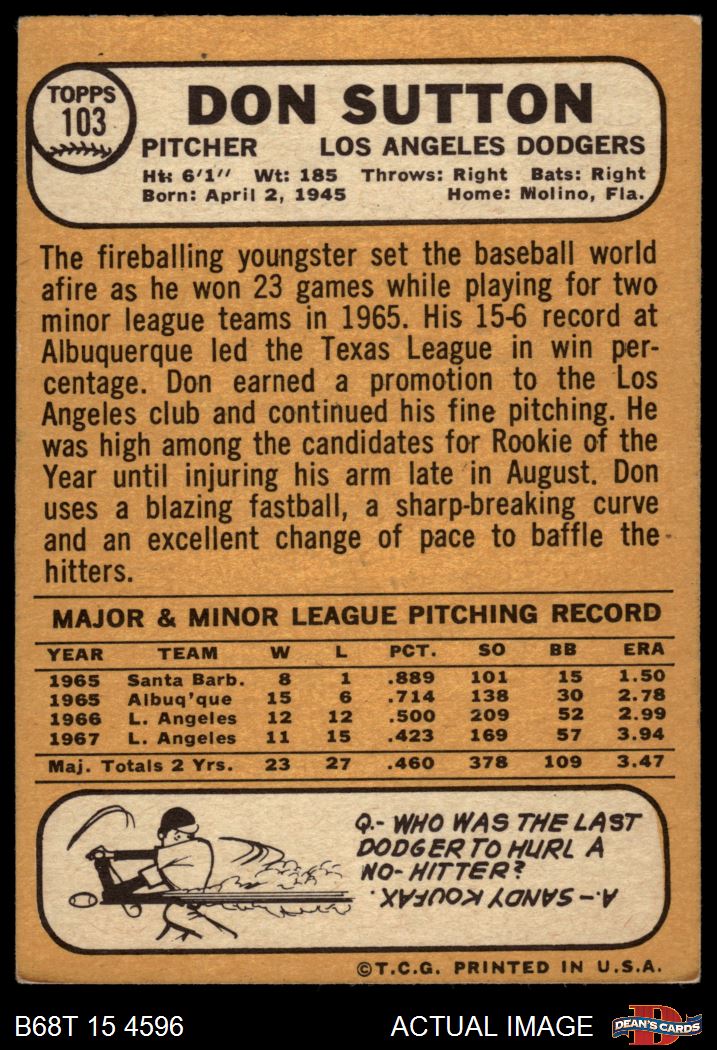 TOPPS
103
DON SUTTON
PITCHER LOS ANGELES DODGERS
Ht: 6'1" Wt: 185 Throws: Right Bats: Right
Born: April 2, 1945 Home: Molino, Fla.
The fireballing youngster set the baseball world
afire as he won 23 games while playing for two
minor league teams in 1965. His 15-6 record at
Albuquerque led the Texas League in win per-
centage. Don earned a promotion to the Los
Angeles club and continued his fine pitching. He
was high among the candidates for Rookie of the
Year until injuring his arm late in August. Don
uses a blazing fastball, a sharp-breaking curve
and an excellent change of pace to baffle the
hitters.
MAJOR & MINOR LEAGUE PITCHING RECORD
YEAR TEAM W L PCT. SO BB ERA
1965 Santa Barb. 8 1 .889 101 15 1.50
1965 Albuq'que 15 6 .714 138 30 2.78
1966 L. Angeles 12 12 .500 209 52 2.99
1967 L. Angeles 11 15 .423 169 57 3.94
Maj. Totals 2 Yrs. 23 27 .460 378 109 3.47
Q.- WHO WAS THE LAST
DODGER TO HURL A
NO-HITTER?
A.- SANDY KOUFAX.
©T.C.G. PRINTED IN U.S.A.
B68T 15 4596 ACTUAL IMAGE D DEAN'S CARDS